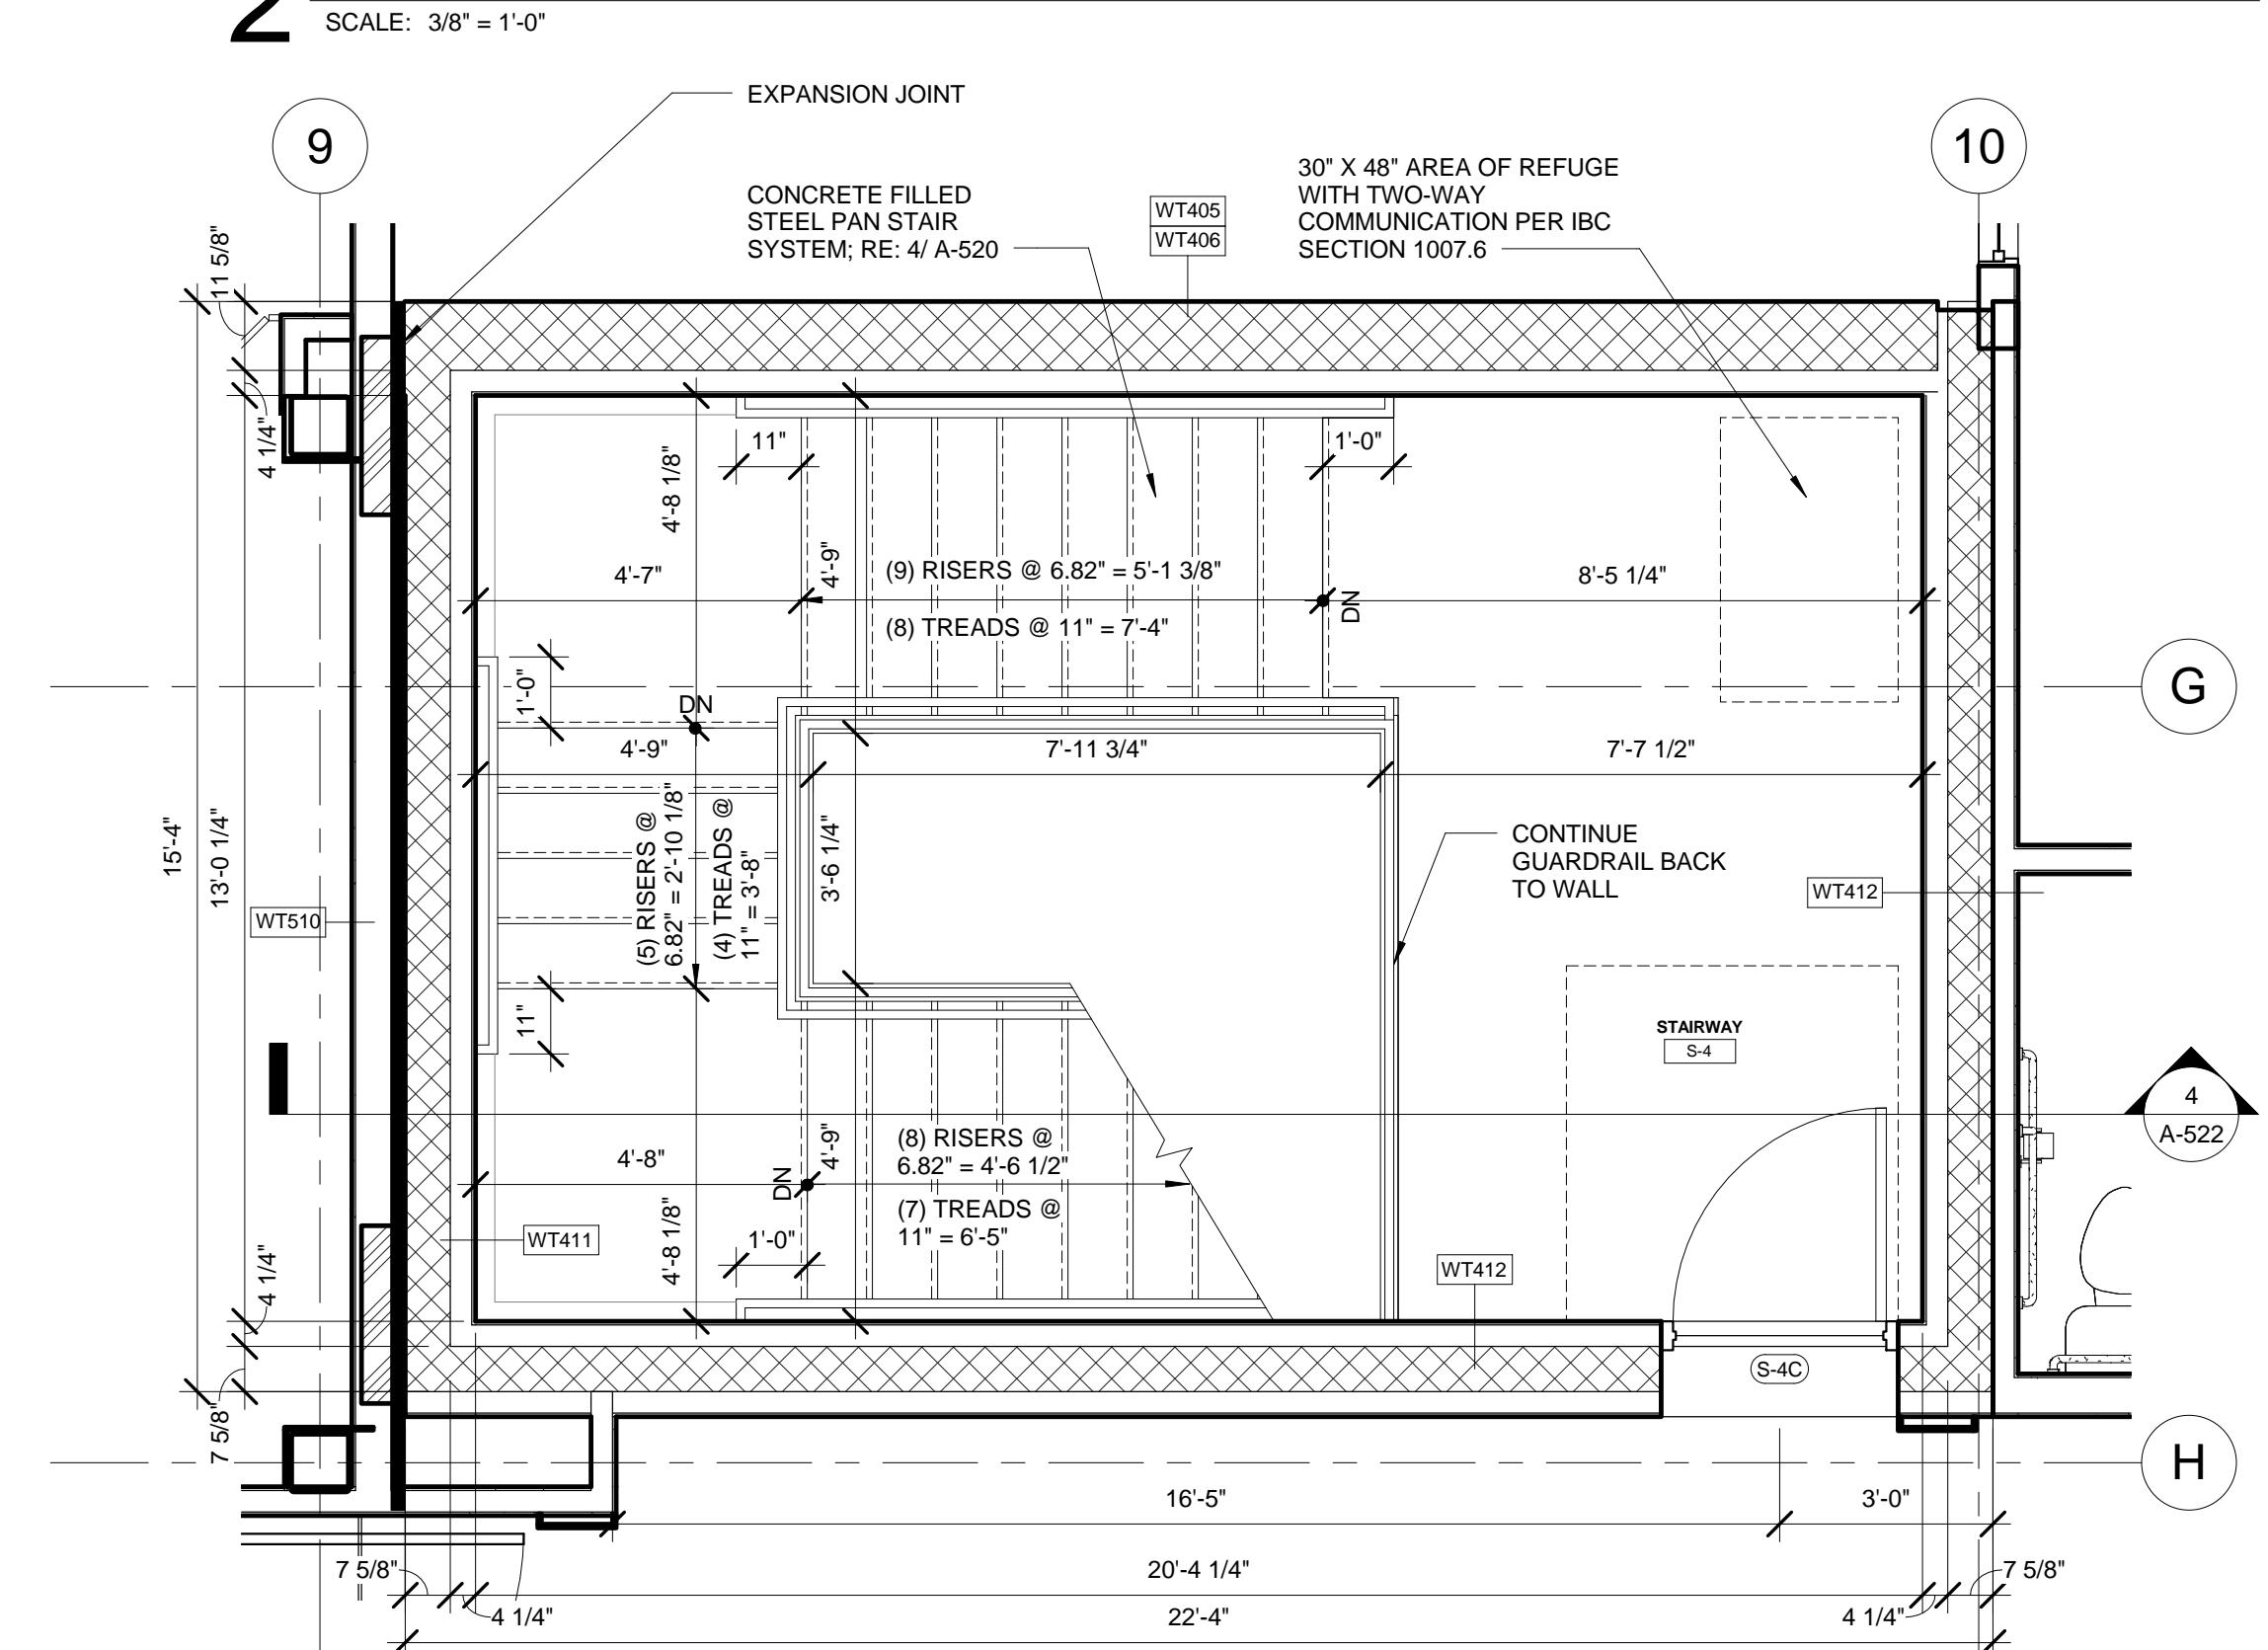 2
SCALE: 3/8" = 1'-0"
EXPANSION JOINT
9
10
CONCRETE FILLED
STEEL PAN STAIR
SYSTEM; RE: 4/ A-520
WT405
WT406
30" X 48" AREA OF REFUGE
WITH TWO-WAY
COMMUNICATION PER IBC
SECTION 1007.6
11 5/8"
4 1/4"
11"
4'-8 1/8"
1'-0"
4'-7"
4'-9"
(9) RISERS @ 6.82" = 5'-1 3/8"
(8) TREADS @ 11" = 7'-4"
DN
8'-5 1/4"
G
1'-0"
DN
4'-9"
7'-11 3/4"
7'-7 1/2"
15'-4"
13'-0 1/4"
WT510
(5) RISERS @
6.82" = 2'-10 1/8"
(4) TREADS @
11" = 3'-8"
3'-6 1/4"
CONTINUE
GUARDRAIL BACK
TO WALL
WT412
11"
STAIRWAY
S-4
4
A-522
4'-8"
DN
4'-9"
(8) RISERS @
6.82" = 4'-6 1/2"
(7) TREADS @
11" = 6'-5"
WT411
4'-8 1/8"
1'-0"
WT412
4 1/4"
7 5/8"
S-4C
H
16'-5"
3'-0"
7 5/8"
20'-4 1/4"
7 5/8"
4 1/4"
22'-4"
4 1/4"